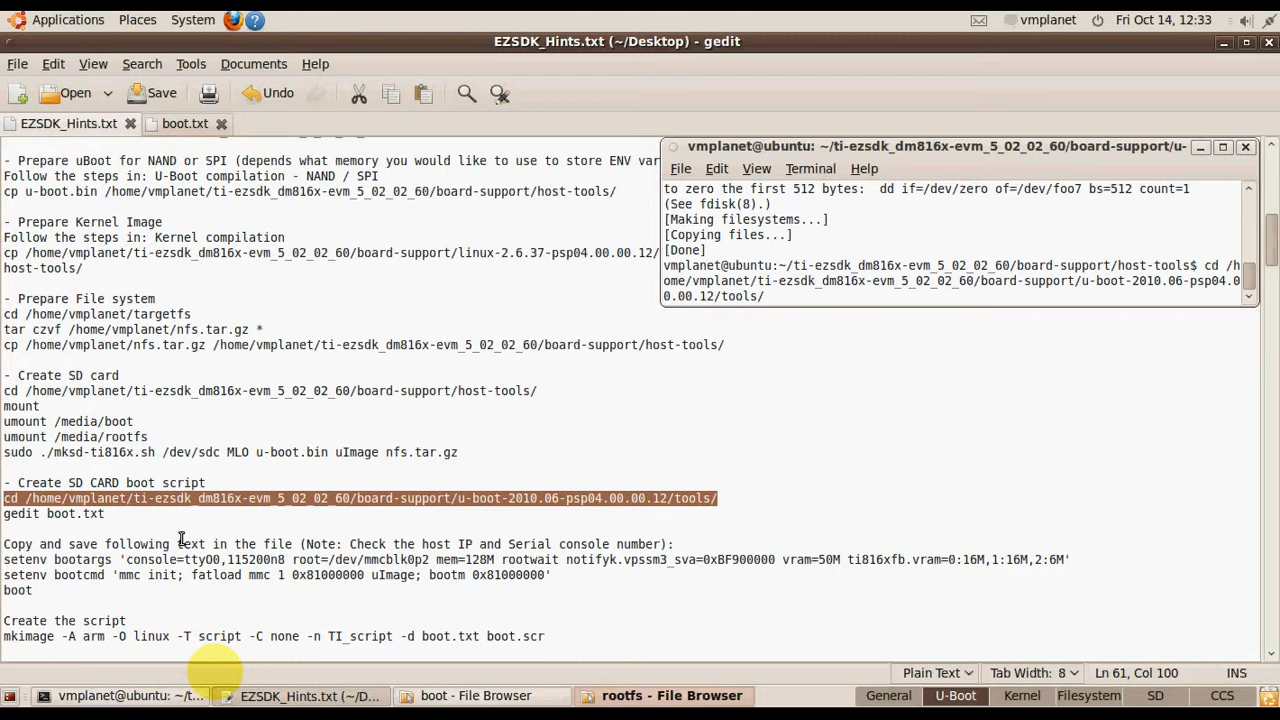 Applications Places System vmplanet Fri Oct 14, 12:33
EZSDK_Hints.txt (~/Desktop) - gedit
File Edit View Search Tools Documents Help
Open Save Undo
EZSDK_Hints.txt boot.txt
- Prepare uBoot for NAND or SPI (depends what memory you would like to use to store ENV var
Follow the steps in: U-Boot compilation - NAND / SPI
cp u-boot.bin /home/vmplanet/ti-ezsdk_dm816x-evm_5_02_02_60/board-support/host-tools/
- Prepare Kernel Image
Follow the steps in: Kernel compilation
cp /home/vmplanet/ti-ezsdk_dm816x-evm_5_02_02_60/board-support/linux-2.6.37-psp04.00.00.12/
host-tools/
- Prepare File system
cd /home/vmplanet/targetfs
tar czvf /home/vmplanet/nfs.tar.gz *
cp /home/vmplanet/nfs.tar.gz /home/vmplanet/ti-ezsdk_dm816x-evm_5_02_02_60/board-support/host-tools/
- Create SD card
cd /home/vmplanet/ti-ezsdk_dm816x-evm_5_02_02_60/board-support/host-tools/
mount
umount /media/boot
umount /media/rootfs
sudo ./mksd-ti816x.sh /dev/sdc MLO u-boot.bin uImage nfs.tar.gz
- Create SD CARD boot script
cd /home/vmplanet/ti-ezsdk_dm816x-evm_5_02_02_60/board-support/u-boot-2010.06-psp04.00.00.12/tools/
gedit boot.txt
Copy and save following text in the file (Note: Check the host IP and Serial console number):
setenv bootargs 'console=ttyO0,115200n8 root=/dev/mmcblk0p2 mem=128M rootwait notifyk.vpssm3_sva=0xBF900000 vram=50M ti816xfb.vram=0:16M,1:16M,2:6M'
setenv bootcmd 'mmc init; fatload mmc 1 0x81000000 uImage; bootm 0x81000000'
boot
Create the script
mkimage -A arm -O linux -T script -C none -n TI_script -d boot.txt boot.scr
vmplanet@ubuntu: ~/ti-ezsdk_dm816x-evm_5_02_02_60/board-support/u-
File Edit View Terminal Help
to zero the first 512 bytes:  dd if=/dev/zero of=/dev/foo7 bs=512 count=1
(See fdisk(8).)
[Making filesystems...]
[Copying files...]
[Done]
vmplanet@ubuntu:~/ti-ezsdk_dm816x-evm_5_02_02_60/board-support/host-tools$ cd /h
ome/vmplanet/ti-ezsdk_dm816x-evm_5_02_02_60/board-support/u-boot-2010.06-psp04.0
0.00.12/tools/
Plain Text Tab Width: 8 Ln 61, Col 100 INS
vmplanet@ubuntu: ~/t... EZSDK_Hints.txt (~/D... boot - File Browser rootfs - File Browser General U-Boot Kernel Filesystem SD CCS